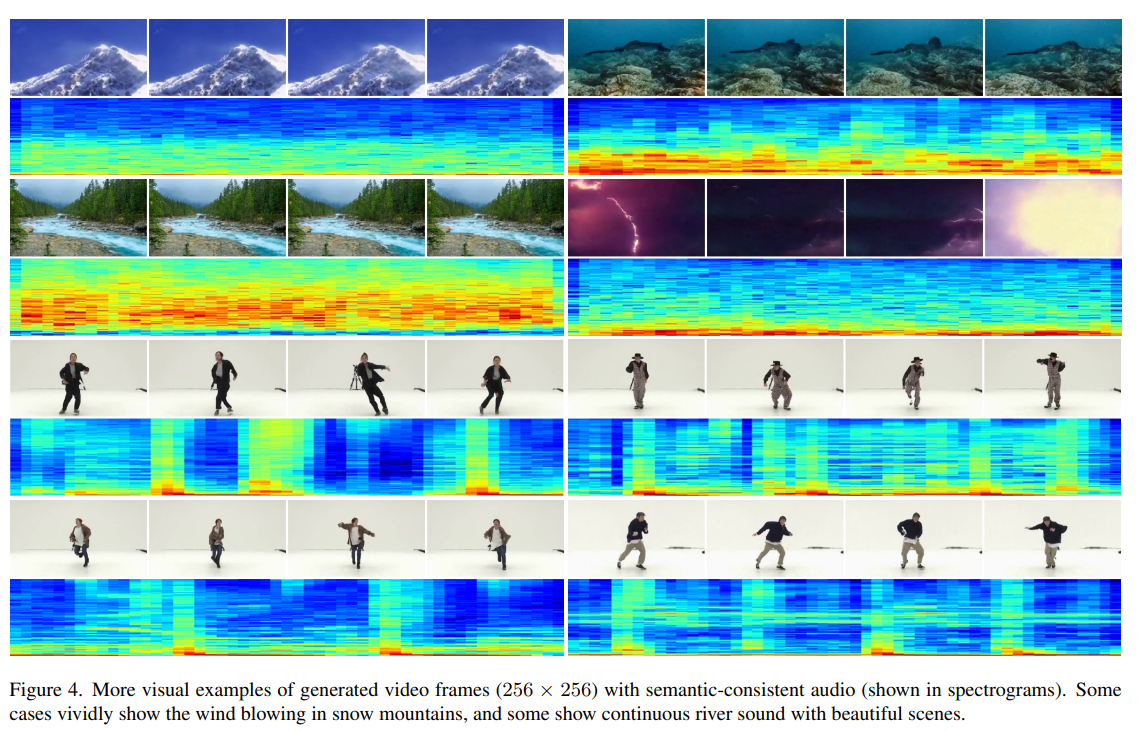 Figure 4. More visual examples of generated video frames (256 × 256) with semantic-consistent audio (shown in spectrograms). Some
cases vividly show the wind blowing in snow mountains, and some show continuous river sound with beautiful scenes.